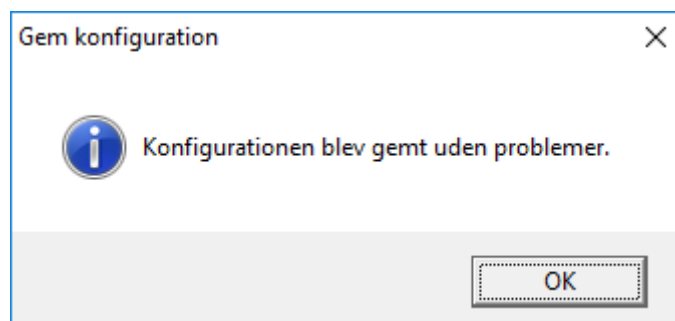 Gem konfiguration
Konfigurationen blev gemt uden problemer.
OK